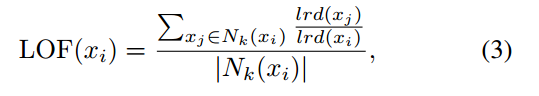 LOF(x_i) = \frac{\sum_{x_j \in N_k(x_i)} \frac{lrd(x_j)}{lrd(x_i)}}{|N_k(x_i)|}, (3)